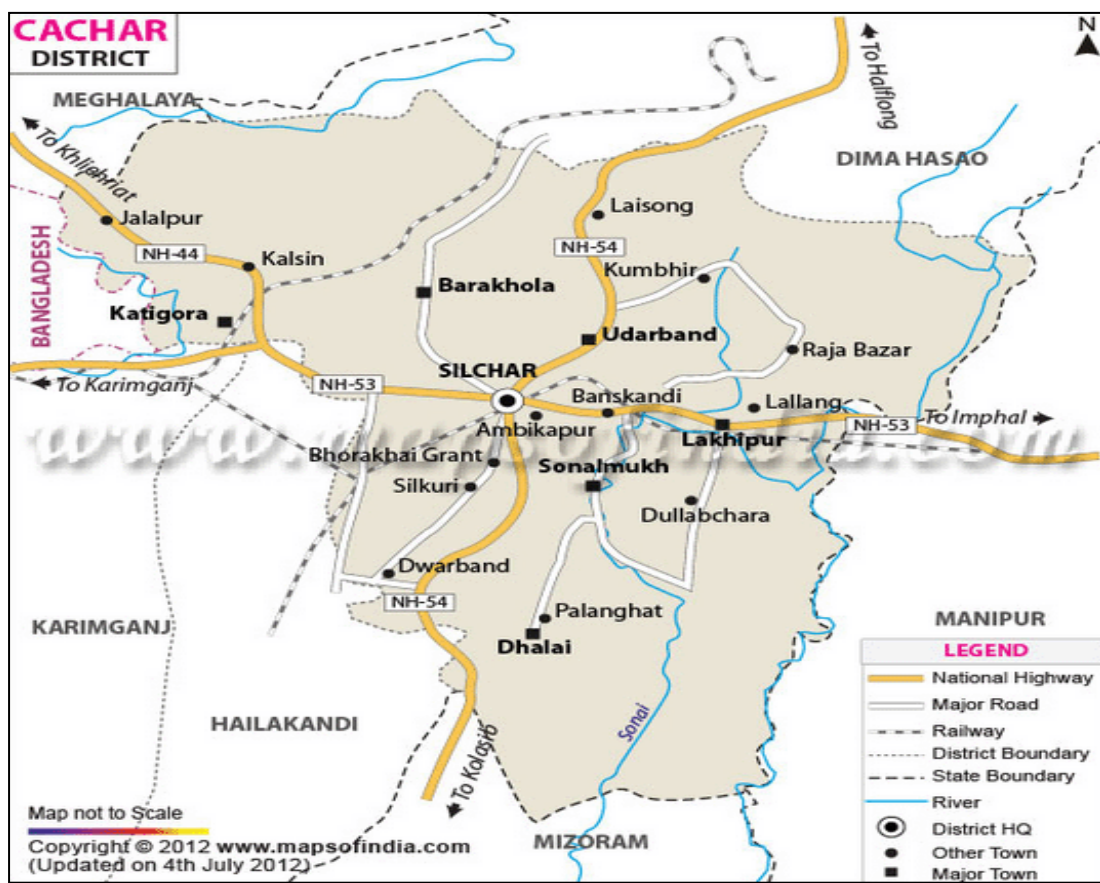 CACHAR
DISTRICT
N
MEGHALAYA
To Halflong
To Khliehriat
DIMA HASAO
Jalalpur
Laisong
NH-44
NH-54
Kalsin
Kumbhir
BANGLADESH
Barakhola
Katigora
Udarband
Raja Bazar
SILCHAR
To Karimganj
NH-53
Banskandi
Lallang
To Imphal
Ambikapur
Lakhipur
NH-53
www.mapsofindia.com
Bhorakhai Grant
Sonalmukh
Silkuri
Dullabchara
Dwarband
NH-54
Palanghat
KARIMGANJ
Dhalai
MANIPUR
HAILAKANDI
Sonai
To Kolasib
MIZORAM
LEGEND
National Highway
Major Road
Railway
District Boundary
State Boundary
River
District HQ
Other Town
Major Town
Map not to Scale
Copyright © 2012 www.mapsofindia.com
(Updated on 4th July 2012)